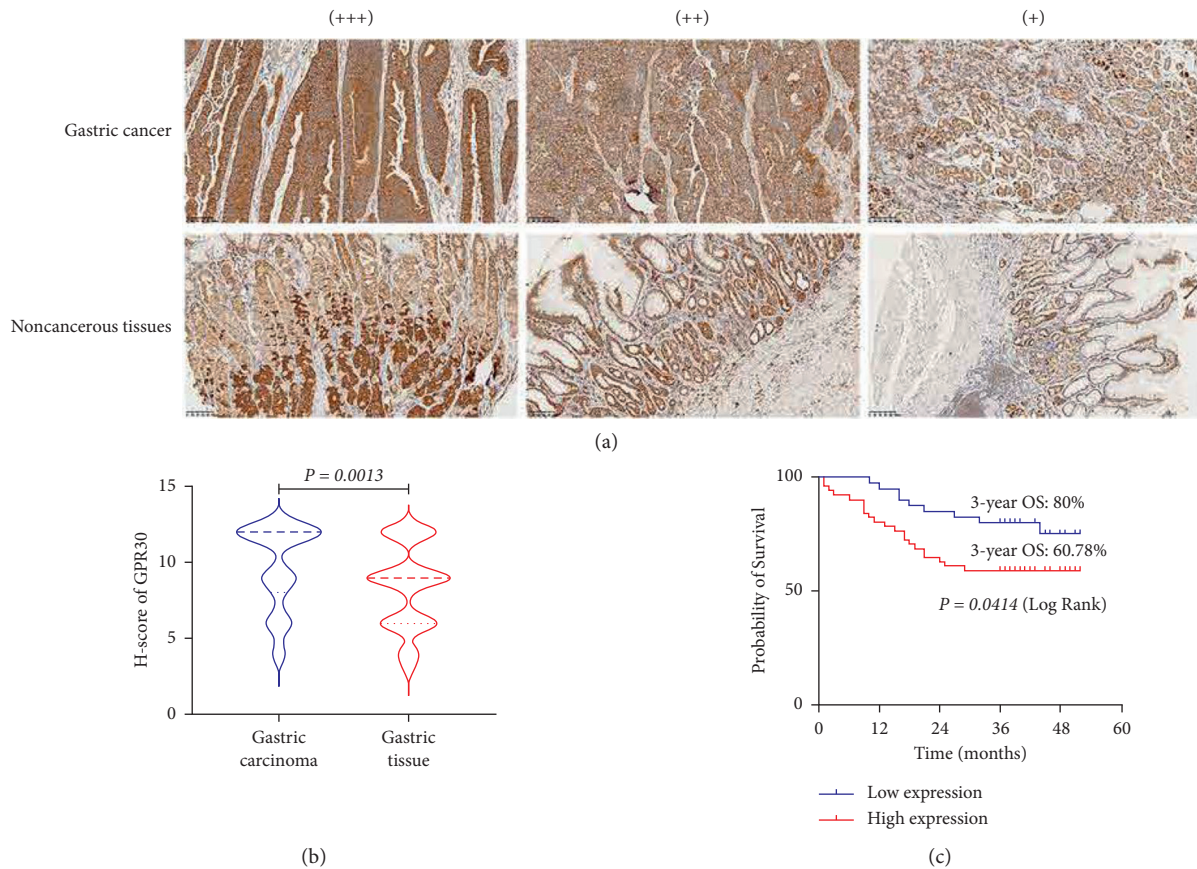 (+++)
(++)
(+)
Gastric cancer
Noncancerous tissues
(a)
P = 0.0013
15
10
5
0
H-score of GPR30
Gastric
carcinoma
Gastric
tissue
(b)
100
50
0
Probability of Survival
3-year OS: 80%
3-year OS: 60.78%
P = 0.0414 (Log Rank)
0
12
24
36
48
60
Time (months)
Low expression
High expression
(c)